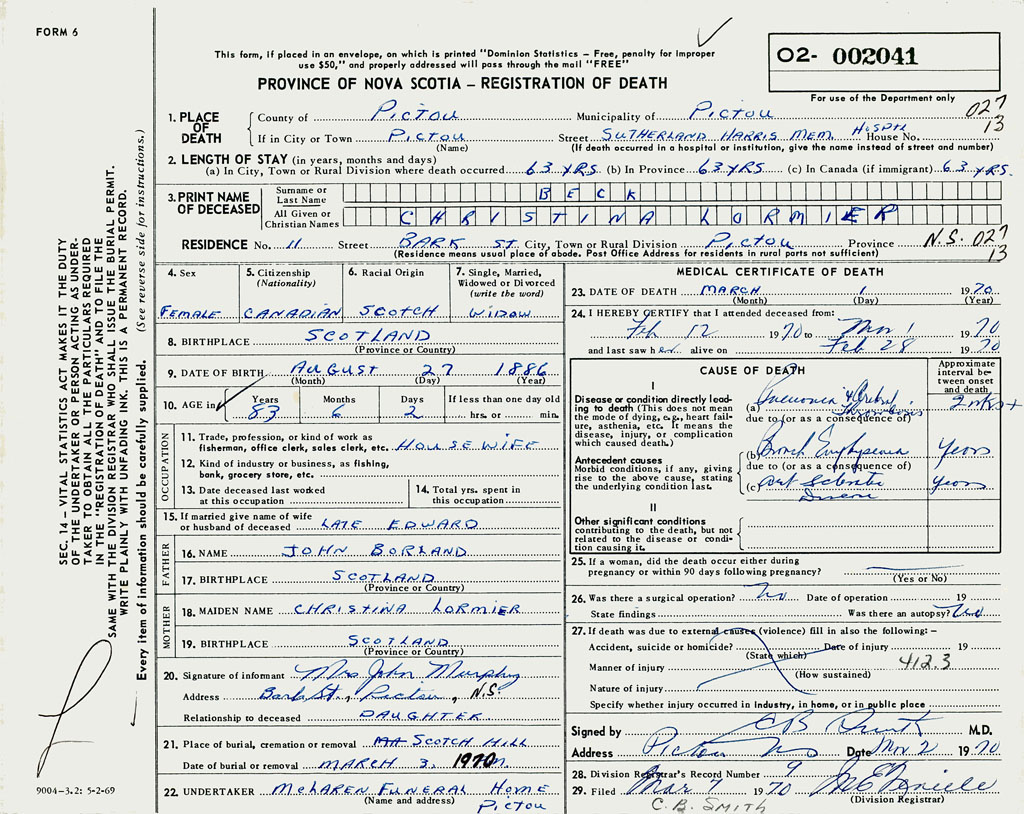 FORM 6
This form, if placed in an envelope, on which is printed "Dominion Statistics – Free, penalty for improper
use $50," and properly addressed will pass through the mail "FREE"
02- 002041
PROVINCE OF NOVA SCOTIA – REGISTRATION OF DEATH
For use of the Department only
027
13
1. PLACE OF DEATH
County of PICTOU Municipality of PICTOU
If in City or Town PICTOU Street SUTHERLAND HARRIS MEM. HOSPTL House No.
(Name) (If death occurred in a hospital or institution, give the name instead of street and number)
2. LENGTH OF STAY (in years, months and days)
(a) In City, Town or Rural Division where death occurred 63 YRS (b) In Province 63 YRS (c) In Canada (if immigrant) 63 YRS.
3. PRINT NAME OF DECEASED
Surname or Last Name BECK
All Given or Christian Names CHRISTINA LORMIER
RESIDENCE No. 11 Street BARK ST. City, Town or Rural Division PICTOU Province N.S. 027
13
(Residence means usual place of abode. Post Office Address for residents in rural parts not sufficient)
4. Sex
FEMALE
5. Citizenship
(Nationality)
CANADIAN
6. Racial Origin
SCOTCH
7. Single, Married,
Widowed or Divorced
(write the word)
WIDOW
8. BIRTHPLACE SCOTLAND
(Province or Country)
9. DATE OF BIRTH AUGUST 27 1886
(Month) (Day) (Year)
10. AGE in
Years Months Days If less than one day old
83 6 2 hrs. or min.
OCCUPATION
11. Trade, profession, or kind of work as
fisherman, office clerk, sales clerk, etc. HOUSEWIFE
12. Kind of industry or business, as fishing,
bank, grocery store, etc.
13. Date deceased last worked
at this occupation
14. Total yrs. spent in
this occupation
15. If married give name of wife
or husband of deceased LATE EDWARD
FATHER
16. NAME JOHN BORLAND
17. BIRTHPLACE SCOTLAND
(Province or Country)
MOTHER
18. MAIDEN NAME CHRISTINA LORMIER
19. BIRTHPLACE SCOTLAND
(Province or Country)
20. Signature of informant Mrs John Murphy
Address Bark St., Pictou, N.S.
Relationship to deceased DAUGHTER
21. Place of burial, cremation or removal SCOTCH HILL
Date of burial or removal MARCH 3, 1970
22. UNDERTAKER McLAREN FUNERAL HOME
(Name and address) PICTOU
MEDICAL CERTIFICATE OF DEATH
23. DATE OF DEATH MARCH 1 1970
(Month) (Day) (Year)
24. I HEREBY CERTIFY that I attended deceased from:
Feb 12 1970 to Mar 1 1970
and last saw her alive on Feb 28 1970
CAUSE OF DEATH
Approximate
interval be-
tween onset
and death
I
Disease or condition directly lead-
ing to death (This does not mean
the mode of dying, e.g., heart fail-
ure, asthenia, etc. It means the
disease, injury, or complication
which caused death.)
(a) Pneumonia & Cerebral Thrombosis 2 wks+
due to (or as a consequence of)
Antecedent causes
Morbid conditions, if any, giving
rise to the above cause, stating
the underlying condition last.
(b) Bronch Emphysema Years
due to (or as a consequence of)
(c) Art Sclerotic Disease Years
II
Other significant conditions
contributing to the death, but not
related to the disease or condi-
tion causing it.
25. If a woman, did the death occur either during
pregnancy or within 90 days following pregnancy?
(Yes or No)
26. Was there a surgical operation? No Date of operation 19
State findings Was there an autopsy? No
27. If death was due to external causes (violence) fill in also the following: –
Accident, suicide or homicide? Date of injury 19
(State which)
Manner of injury 412.3
(How sustained)
Nature of injury
Specify whether injury occurred in industry, in home, or in public place
Signed by M.D.
Address Pictou NS Date Mar 2 1970
28. Division Registrar's Record Number 9
29. Filed Mar 7 1970
(Division Registrar)
C.B. SMITH
SEC. 14 – VITAL STATISTICS ACT MAKES IT THE DUTY
OF THE UNDERTAKER OR PERSON ACTING AS UNDER-
TAKER TO OBTAIN ALL THE PARTICULARS REQUIRED
IN THE "REGISTRATION OF DEATH" AND TO FILE THE
SAME WITH THE DIVISION REGISTRAR WHO SHALL ISSUE THE BURIAL PERMIT.
WRITE PLAINLY WITH UNFADING INK. THIS IS A PERMANENT RECORD.
Every item of information should be carefully supplied. (See reverse side for instructions.)
9004-3.2: 5-2-69